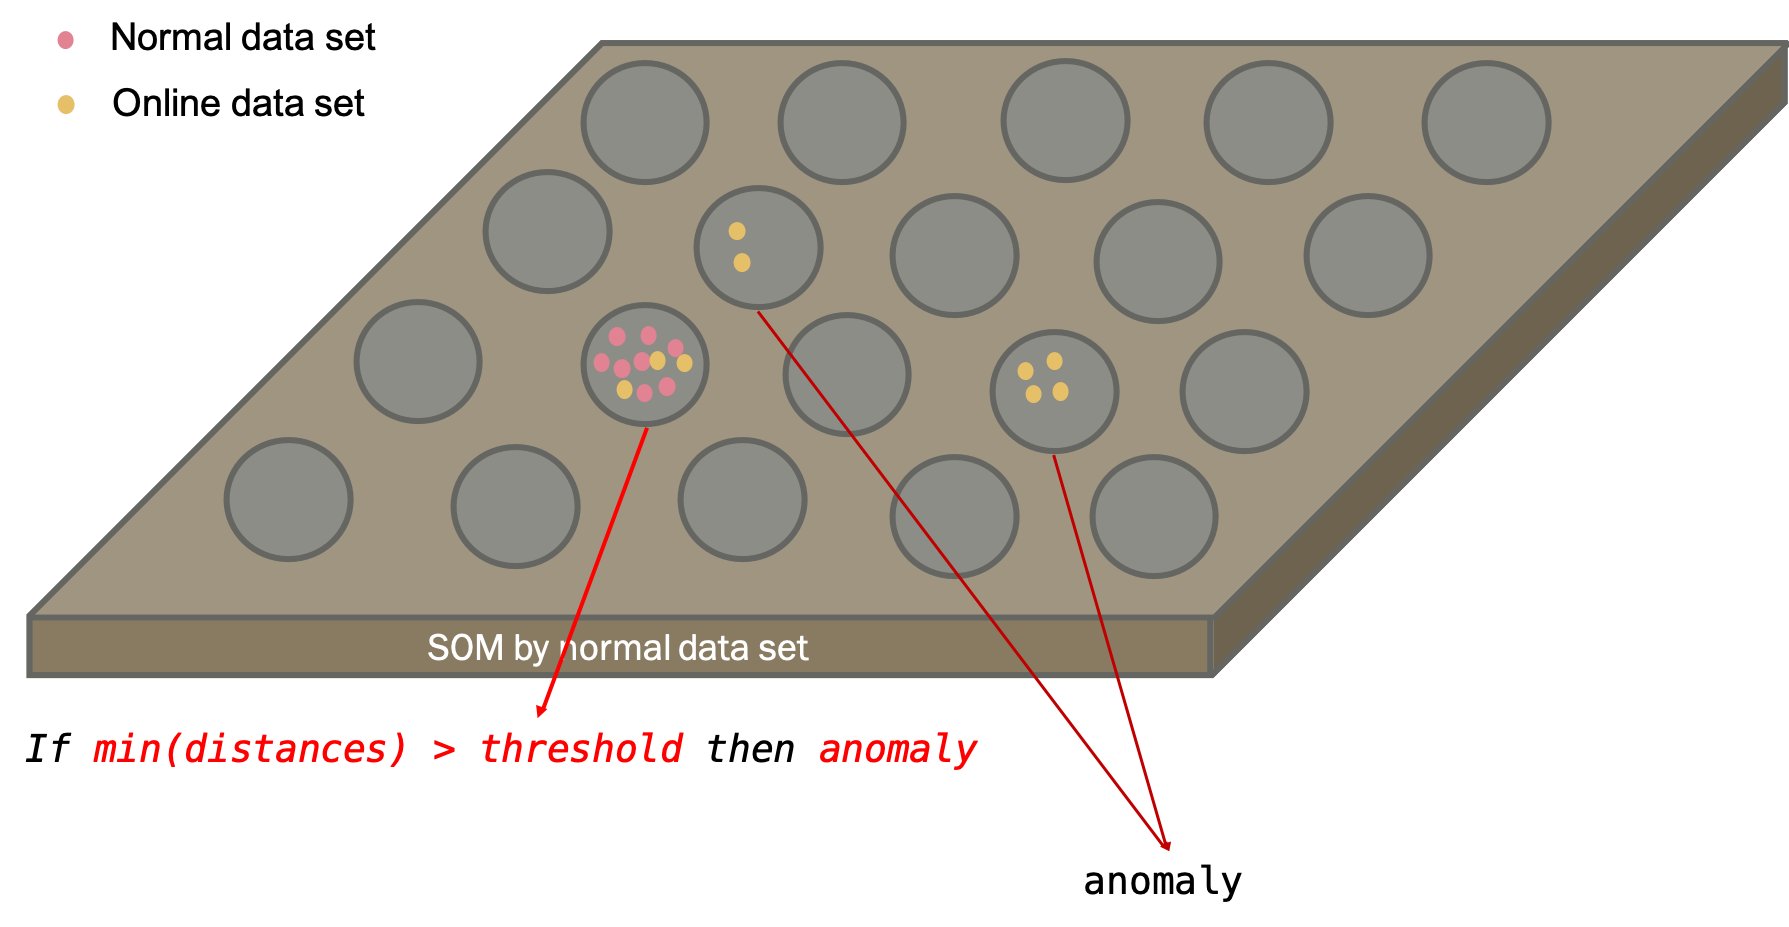 Normal data set
Online data set
SOM by normal data set
If min(distances) > threshold then anomaly
anomaly